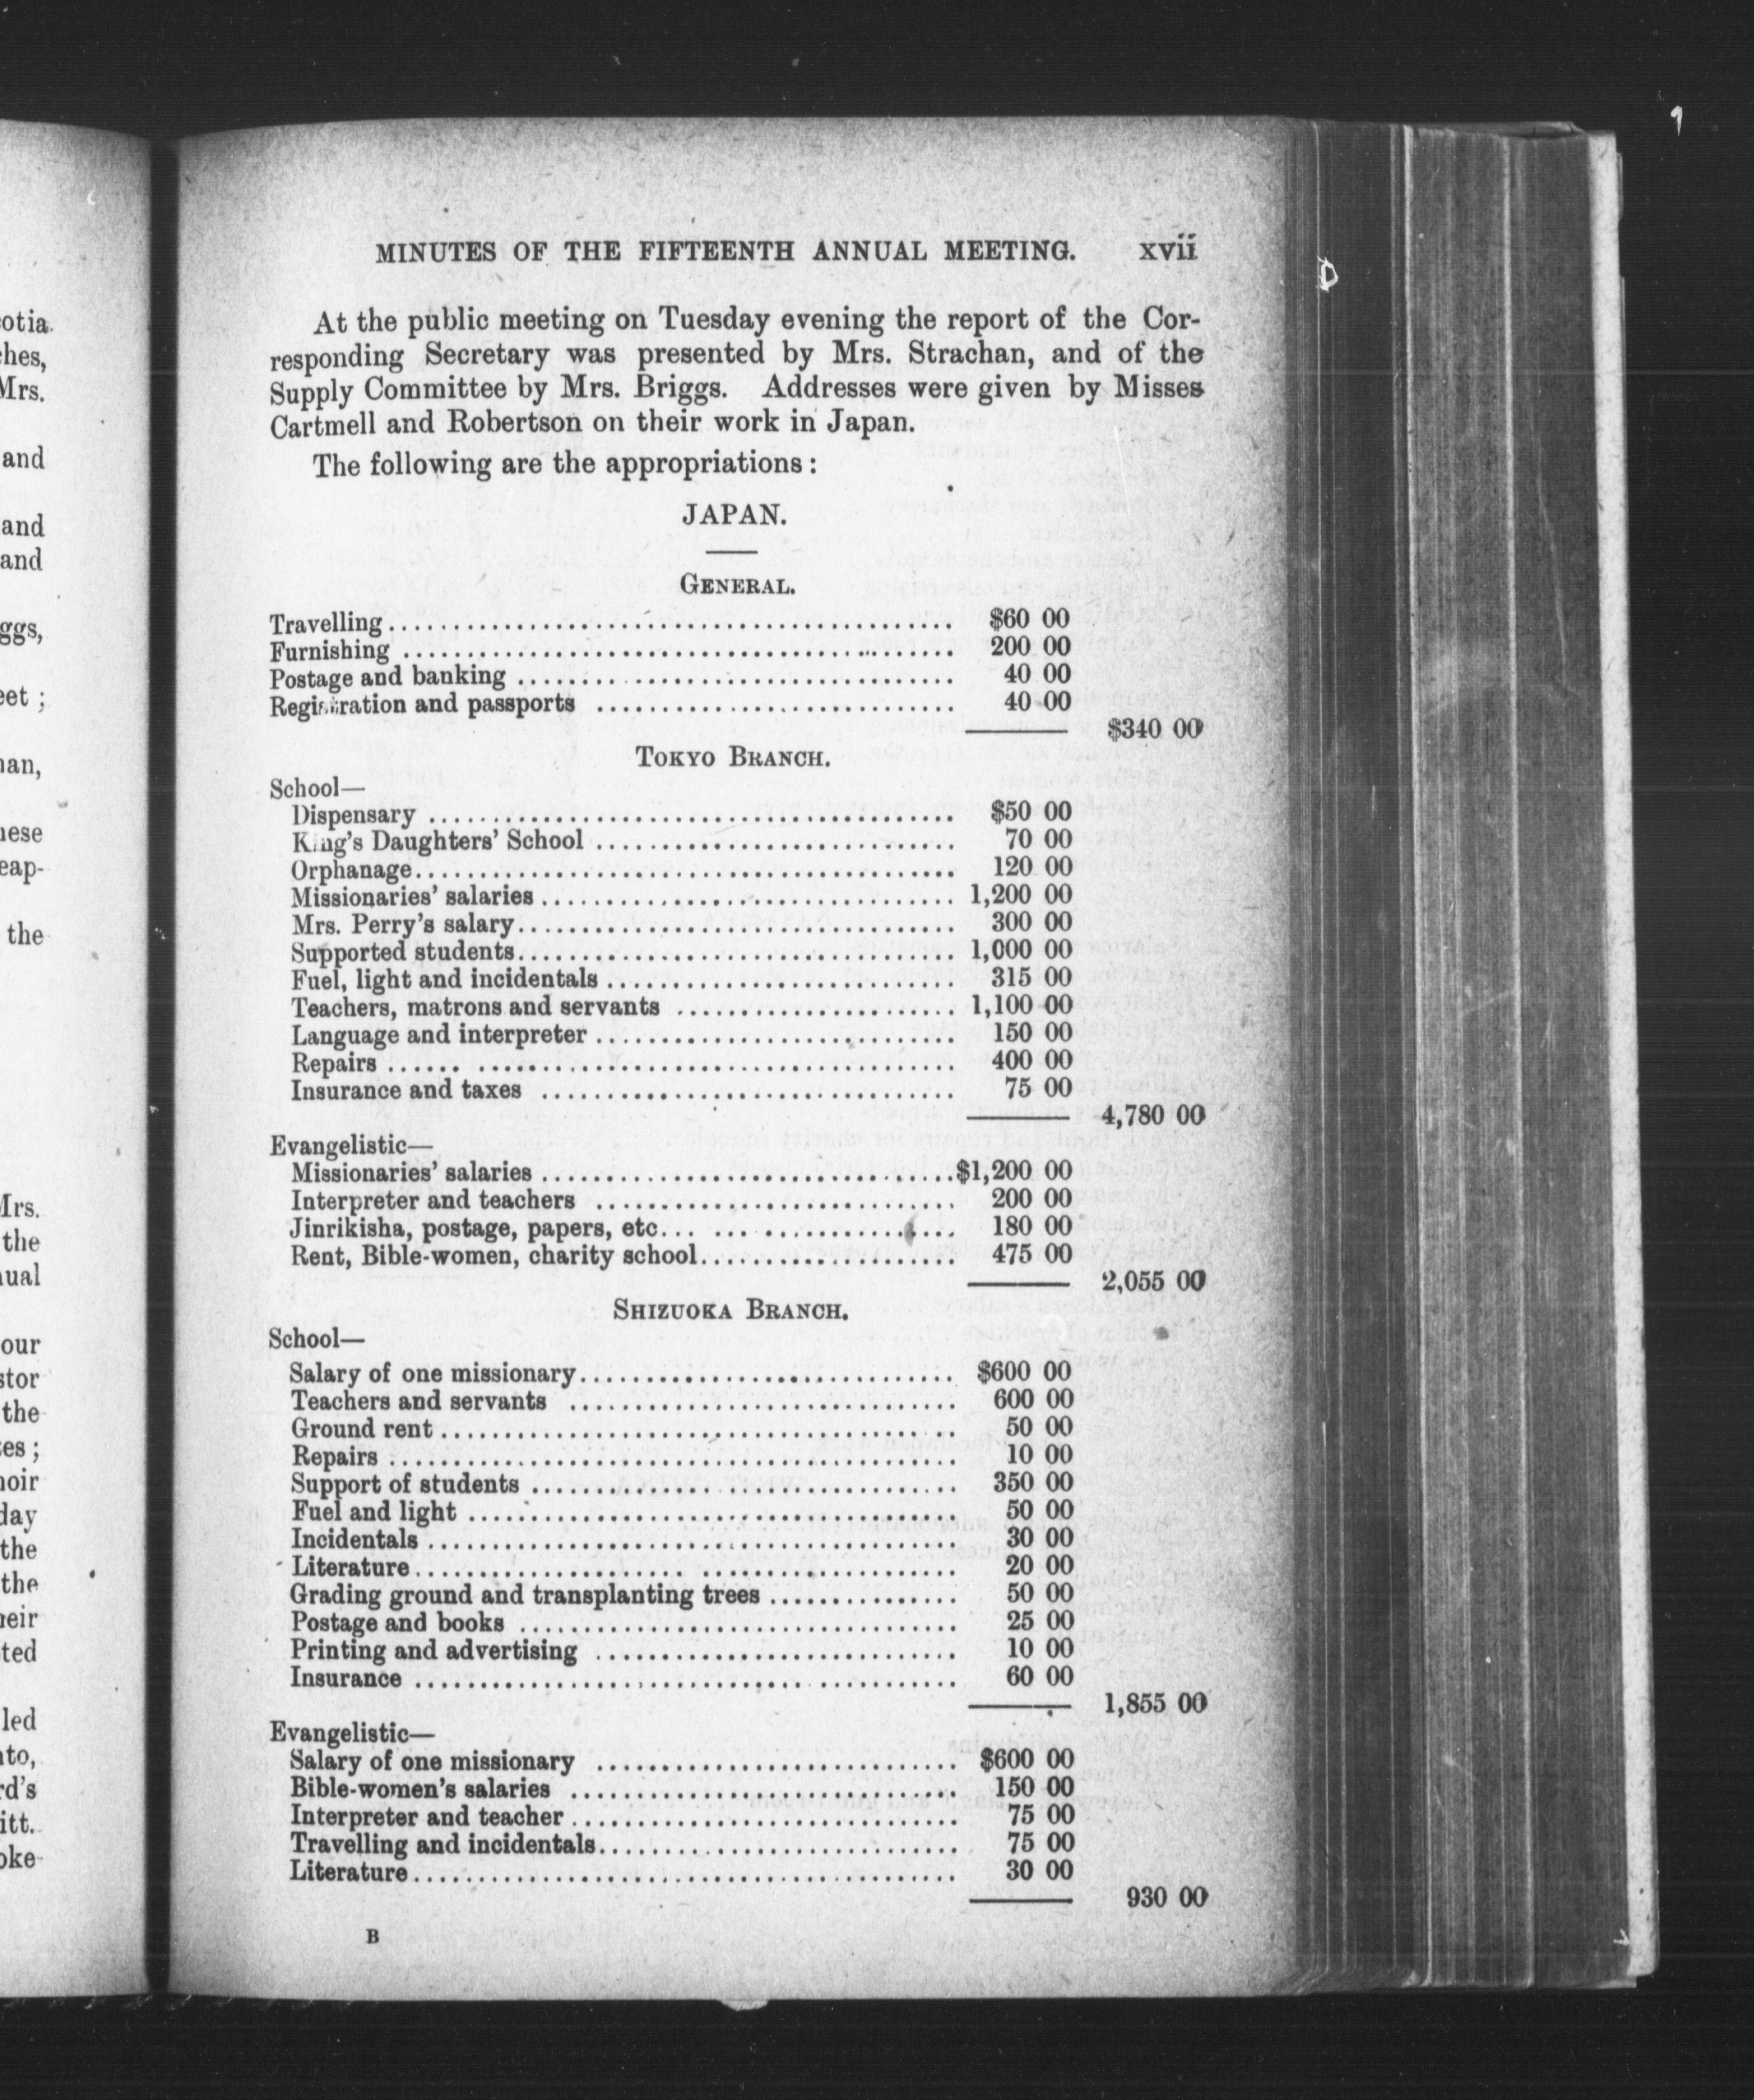 MINUTES OF THE FIFTEENTH ANNUAL MEETING. xvii
At the public meeting on Tuesday evening the report of the Cor-
responding Secretary was presented by Mrs. Strachan, and of the
Supply Committee by Mrs. Briggs. Addresses were given by Misses
Cartmell and Robertson on their work in Japan.
The following are the appropriations:
JAPAN.
GENERAL.
Travelling $60 00
Furnishing 200 00
Postage and banking 40 00
Registration and passports 40 00
$340 00
TOKYO BRANCH.
School—
Dispensary $50 00
King's Daughters' School 70 00
Orphanage 120 00
Missionaries' salaries 1,200 00
Mrs. Perry's salary 300 00
Supported students 1,000 00
Fuel, light and incidentals 315 00
Teachers, matrons and servants 1,100 00
Language and interpreter 150 00
Repairs 400 00
Insurance and taxes 75 00
4,780 00
Evangelistic—
Missionaries' salaries $1,200 00
Interpreter and teachers 200 00
Jinrikisha, postage, papers, etc. 180 00
Rent, Bible-women, charity school 475 00
2,055 00
SHIZUOKA BRANCH.
School—
Salary of one missionary $600 00
Teachers and servants 600 00
Ground rent 50 00
Repairs 10 00
Support of students 350 00
Fuel and light 50 00
Incidentals 30 00
Literature 20 00
Grading ground and transplanting trees 50 00
Postage and books 25 00
Printing and advertising 10 00
Insurance 60 00
1,855 00
Evangelistic—
Salary of one missionary $600 00
Bible-women's salaries 150 00
Interpreter and teacher 75 00
Travelling and incidentals 75 00
Literature 30 00
930 00
B